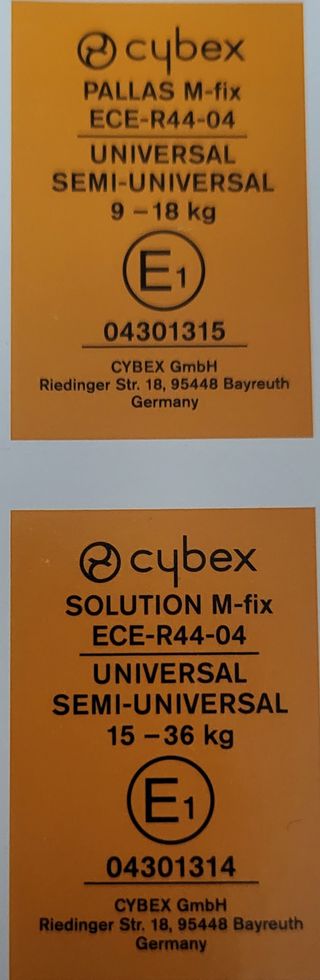 cybex
PALLAS M-fix
ECE-R44-04
UNIVERSAL
SEMI-UNIVERSAL
9 – 18 kg
E1
04301315
CYBEX GmbH
Riedinger Str. 18, 95448 Bayreuth
Germany
cybex
SOLUTION M-fix
ECE-R44-04
UNIVERSAL
SEMI-UNIVERSAL
15 – 36 kg
E1
04301314
CYBEX GmbH
Riedinger Str. 18, 95448 Bayreuth
Germany